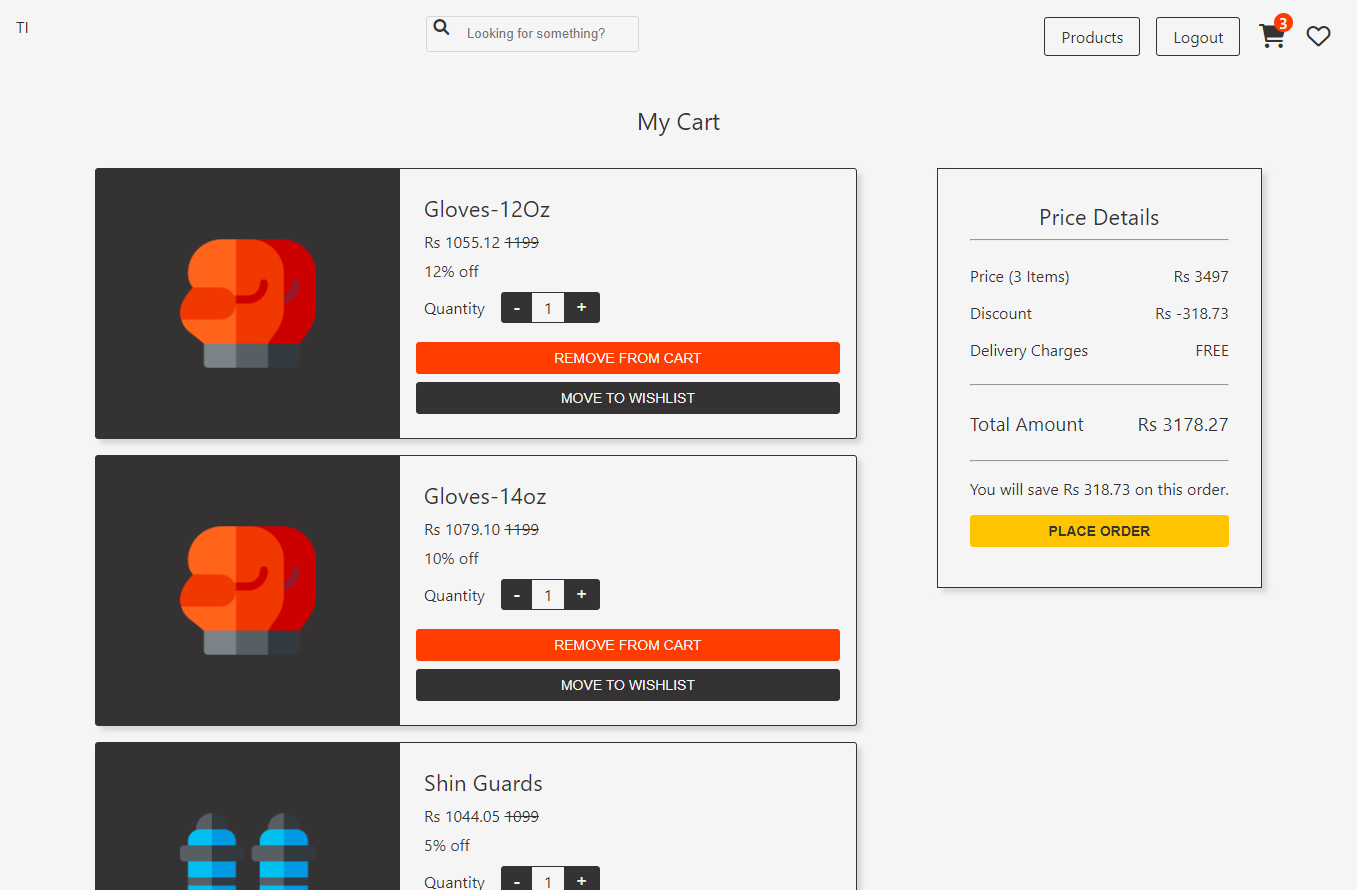 TI
Looking for something?
Products
Logout
3
My Cart
Gloves-12Oz
Rs 1055.12 1199
12% off
Quantity - 1 +
REMOVE FROM CART
MOVE TO WISHLIST
Gloves-14oz
Rs 1079.10 1199
10% off
Quantity - 1 +
REMOVE FROM CART
MOVE TO WISHLIST
Shin Guards
Rs 1044.05 1099
5% off
Quantity - 1 +
Price Details
Price (3 Items) Rs 3497
Discount Rs -318.73
Delivery Charges FREE
Total Amount Rs 3178.27
You will save Rs 318.73 on this order.
PLACE ORDER